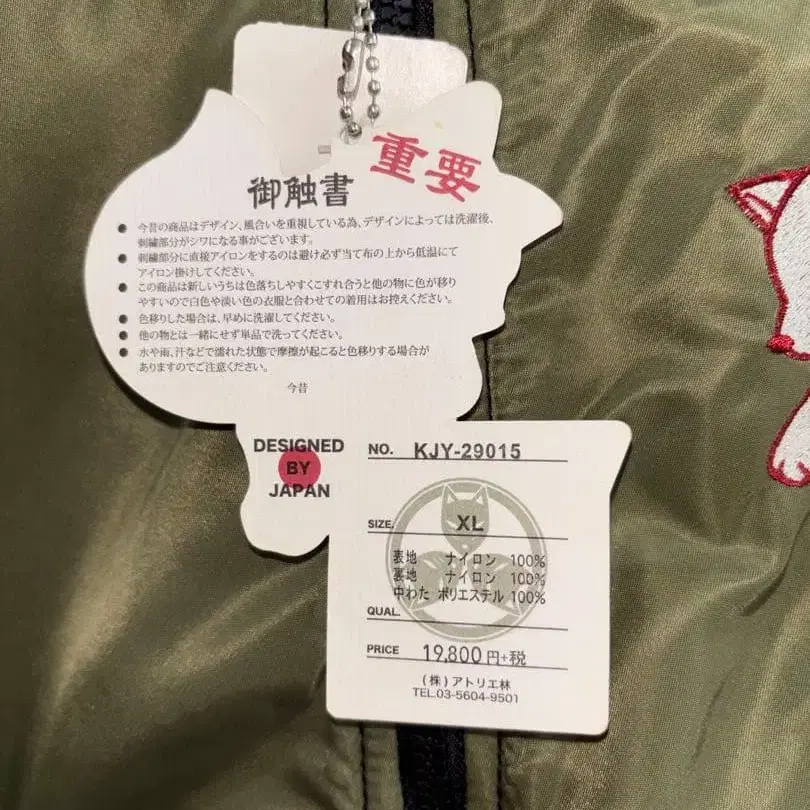 重要
御触書
● 今昔の商品はデザイン、風合いを重視している為、デザインによっては洗濯後、
刺繍部分がシワになる事がございます。
● 刺繍部分に直接アイロンをするのは避け必ず当て布の上から低温にて
アイロン掛けしてください。
● この商品は新しいうちは色落ちしやすくこすれ合うと他の物に色が移り
やすいので白色や淡い色の衣服と合わせての着用はお控えください。
● 色移りした場合は、早めに洗濯してください。
● 他の物とは一緒にせず単品で洗ってください。
● 水や雨、汗などで濡れた状態で摩擦が起こると色移りする場合が
ありますのでご注意ください。
今昔
DESIGNED
BY
JAPAN
NO. KJY-29015
SIZE. XL
表地 ナイロン 100%
裏地 ナイロン 100%
中わた ポリエステル 100%
QUAL.
PRICE 19,800円+税
(株)アトリエ林
TEL.03-5604-9501